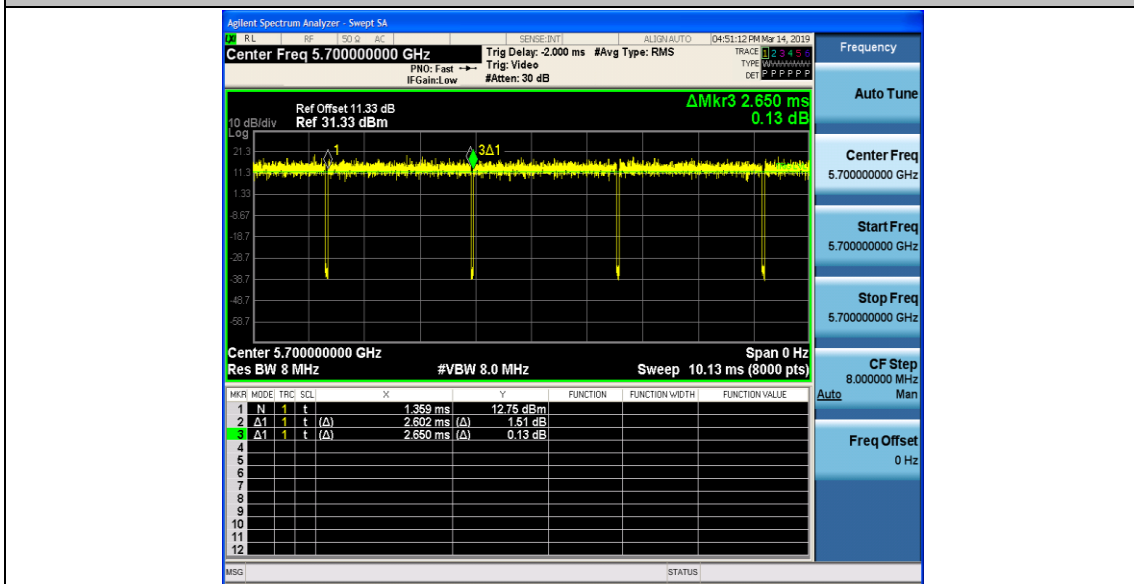 Agilent Spectrum Analyzer - Swept SA
RL RF 50 Ω AC SENSE:INT ALIGN AUTO 04:51:12 PM Mar 14, 2019
Center Freq 5.700000000 GHz
Trig Delay: -2.000 ms #Avg Type: RMS
TRACE 1 2 3 4 5 6
PNO: Fast Trig: Video
TYPE WWWWWW
IFGain:Low #Atten: 30 dB
DET P P P P P P
Frequency
Auto Tune
Center Freq
5.700000000 GHz
Start Freq
5.700000000 GHz
Stop Freq
5.700000000 GHz
CF Step
8.000000 MHz
Auto Man
Freq Offset
0 Hz
ΔMkr3 2.650 ms
0.13 dB
Ref Offset 11.33 dB
10 dB/div Ref 31.33 dBm
Log
21.3
11.3
1.33
-8.67
-18.7
-28.7
-38.7
-48.7
-58.7
1
3Δ1
Center 5.700000000 GHz Span 0 Hz
Res BW 8 MHz #VBW 8.0 MHz Sweep 10.13 ms (8000 pts)
MKR MODE TRC SCL X Y FUNCTION FUNCTION WIDTH FUNCTION VALUE
1 N 1 t 1.359 ms 12.75 dBm
2 Δ1 1 t (Δ) 2.602 ms (Δ) 1.51 dB
3 Δ1 1 t (Δ) 2.650 ms (Δ) 0.13 dB
4
5
6
7
8
9
10
11
12
MSG STATUS